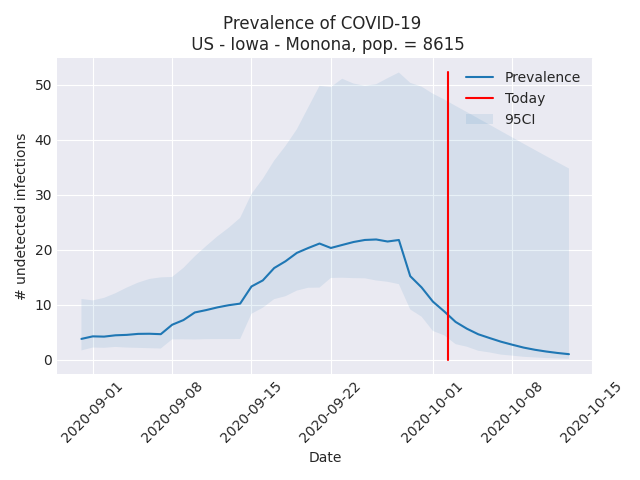 Prevalence of COVID-19
US - Iowa - Monona, pop. = 8615
Prevalence
Today
95CI
# undetected infections
50
40
30
20
10
0
2020-09-01
2020-09-08
2020-09-15
2020-09-22
2020-10-01
2020-10-08
2020-10-15
Date